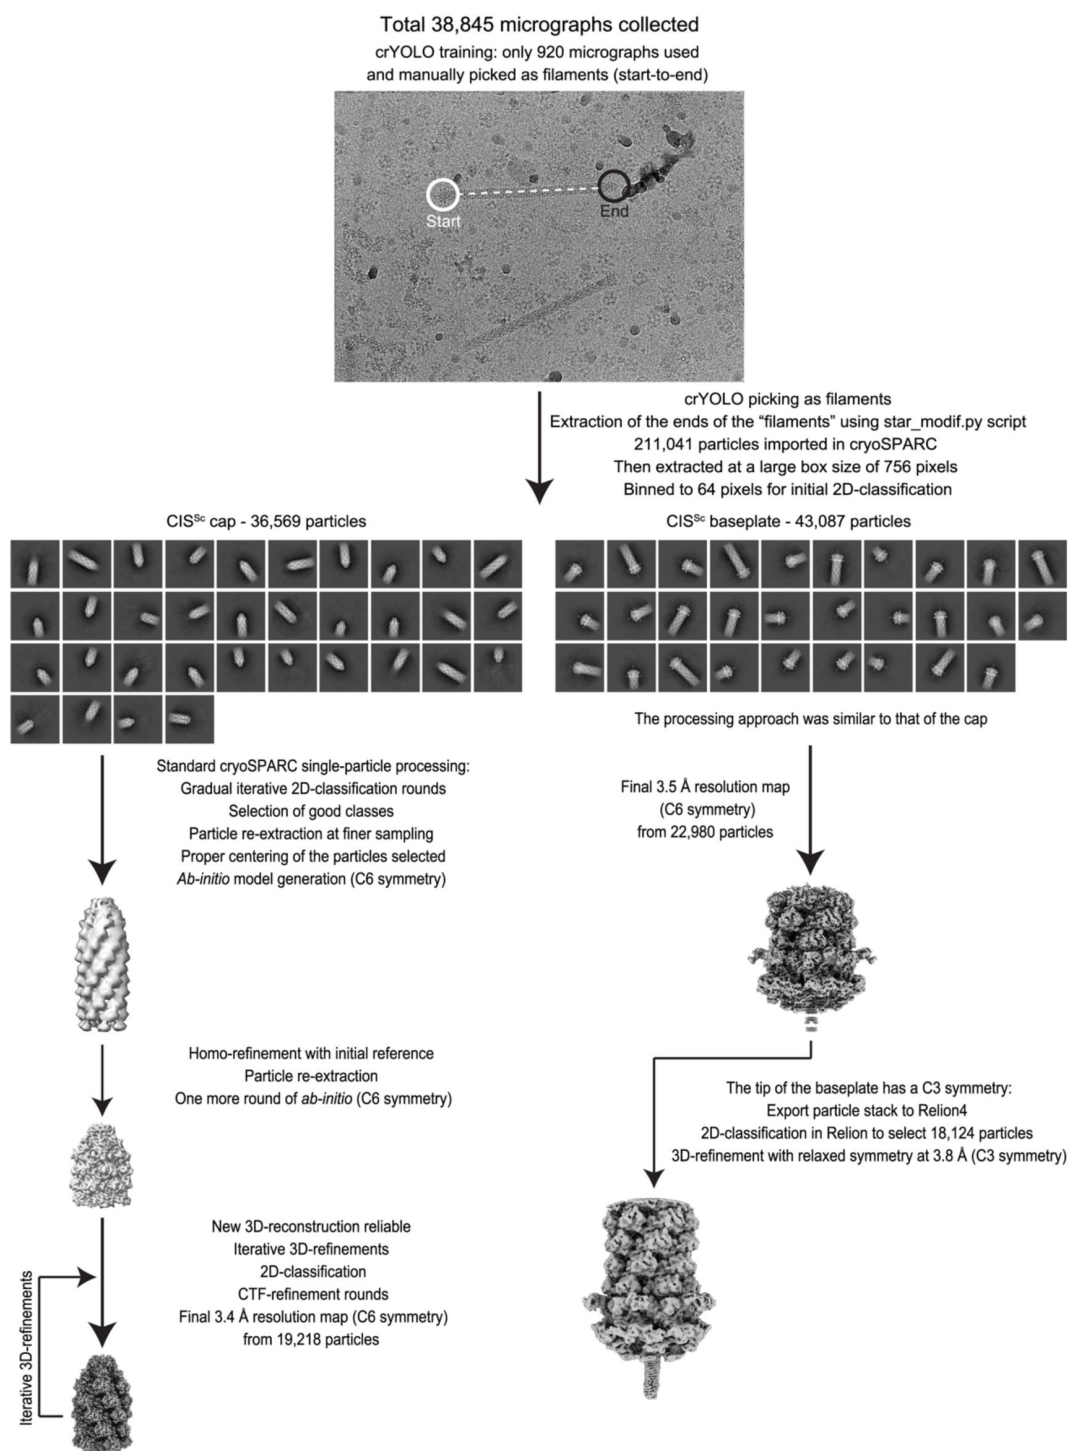 Total 38,845 micrographs collected
crYOLO training: only 920 micrographs used
and manually picked as filaments (start-to-end)
Start
End
crYOLO picking as filaments
Extraction of the ends of the “filaments” using star_modif.py script
211,041 particles imported in cryoSPARC
Then extracted at a large box size of 756 pixels
Binned to 64 pixels for initial 2D-classification
CISSc cap - 36,569 particles
CISSc baseplate - 43,087 particles
The processing approach was similar to that of the cap
Standard cryoSPARC single-particle processing:
Gradual iterative 2D-classification rounds
Selection of good classes
Particle re-extraction at finer sampling
Proper centering of the particles selected
Ab-initio model generation (C6 symmetry)
Final 3.5 Å resolution map
(C6 symmetry)
from 22,980 particles
Homo-refinement with initial reference
Particle re-extraction
One more round of ab-initio (C6 symmetry)
The tip of the baseplate has a C3 symmetry:
Export particle stack to Relion4
2D-classification in Relion to select 18,124 particles
3D-refinement with relaxed symmetry at 3.8 Å (C3 symmetry)
New 3D-reconstruction reliable
Iterative 3D-refinements
2D-classification
CTF-refinement rounds
Final 3.4 Å resolution map (C6 symmetry)
from 19,218 particles
Iterative 3D-refinements